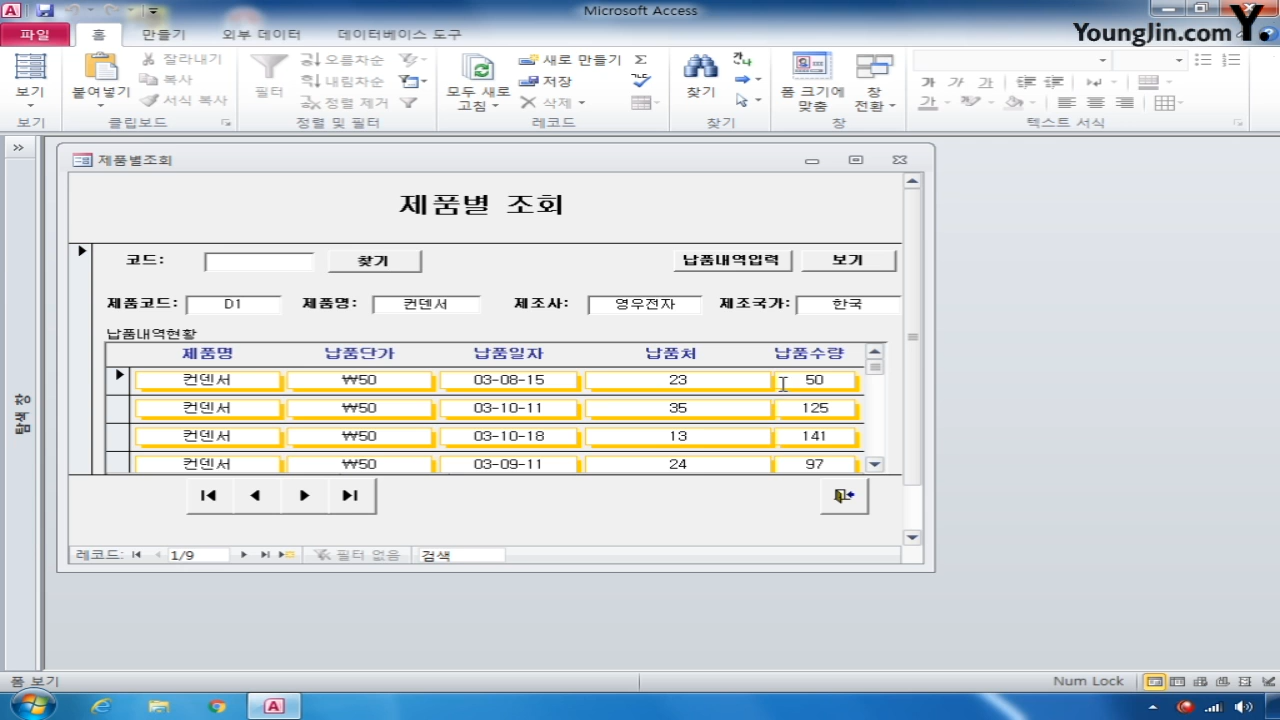 Microsoft Access
YoungJin.com Y.
파일 홈 만들기 외부 데이터 데이터베이스 도구
보기
보기
붙여넣기
잘라내기
복사
서식 복사
클립보드
필터
오름차순
내림차순
정렬 제거
정렬 및 필터
모두 새로
고침
새로 만들기
저장
삭제
레코드
찾기
찾기
폼 크기에
맞춤
창
전환
창
가 가 가
가
텍스트 서식
제품별조회
제품별 조회
코드: 찾기 납품내역입력 보기
제품코드: D1 제품명: 컨덴서 제조사: 영우전자 제조국가: 한국
납품내역현황
제품명 납품단가 납품일자 납품처 납품수량
컨덴서 ₩50 03-08-15 23 50
컨덴서 ₩50 03-10-11 35 125
컨덴서 ₩50 03-10-18 13 141
컨덴서 ₩50 03-09-11 24 97
레코드: 1/9 필터 없음 검색
탐색 창
폼 보기 Num Lock